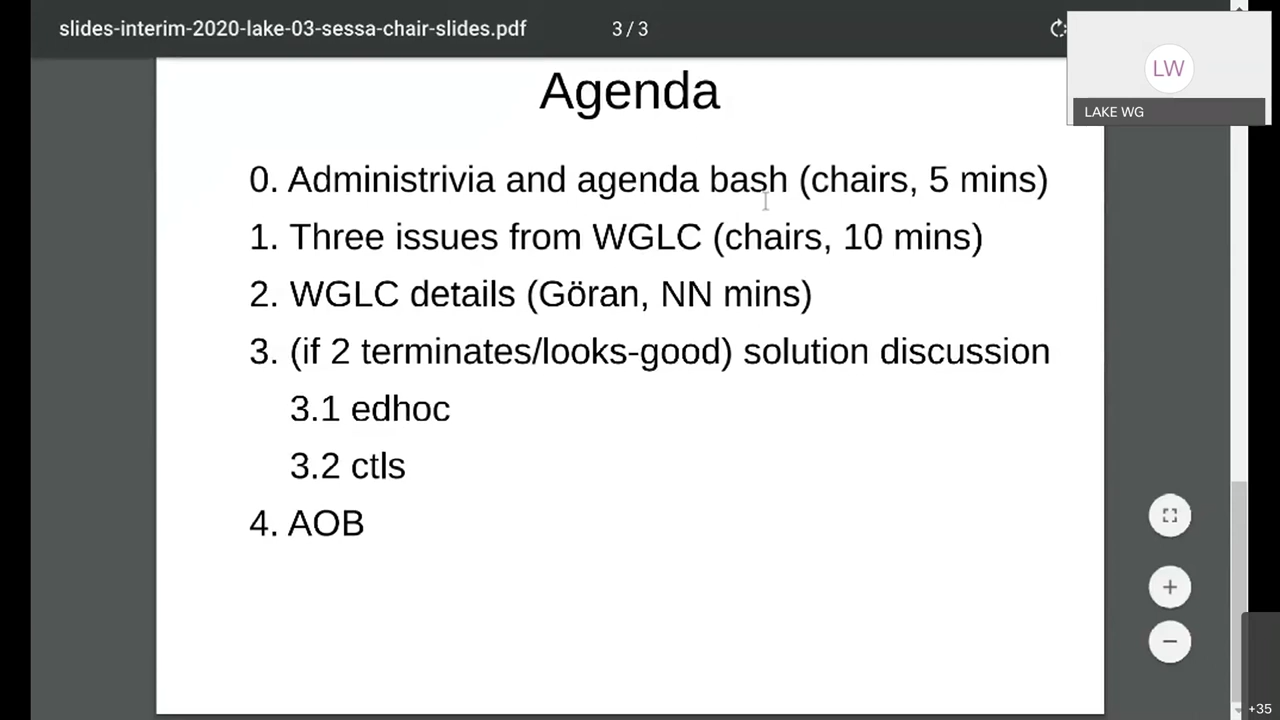 slides-interim-2020-lake-03-sessa-chair-slides.pdf 3 / 3
LW
LAKE WG
Agenda
0. Administrivia and agenda bash (chairs, 5 mins)
1. Three issues from WGLC (chairs, 10 mins)
2. WGLC details (Göran, NN mins)
3. (if 2 terminates/looks-good) solution discussion
3.1 edhoc
3.2 ctls
4. AOB
+35